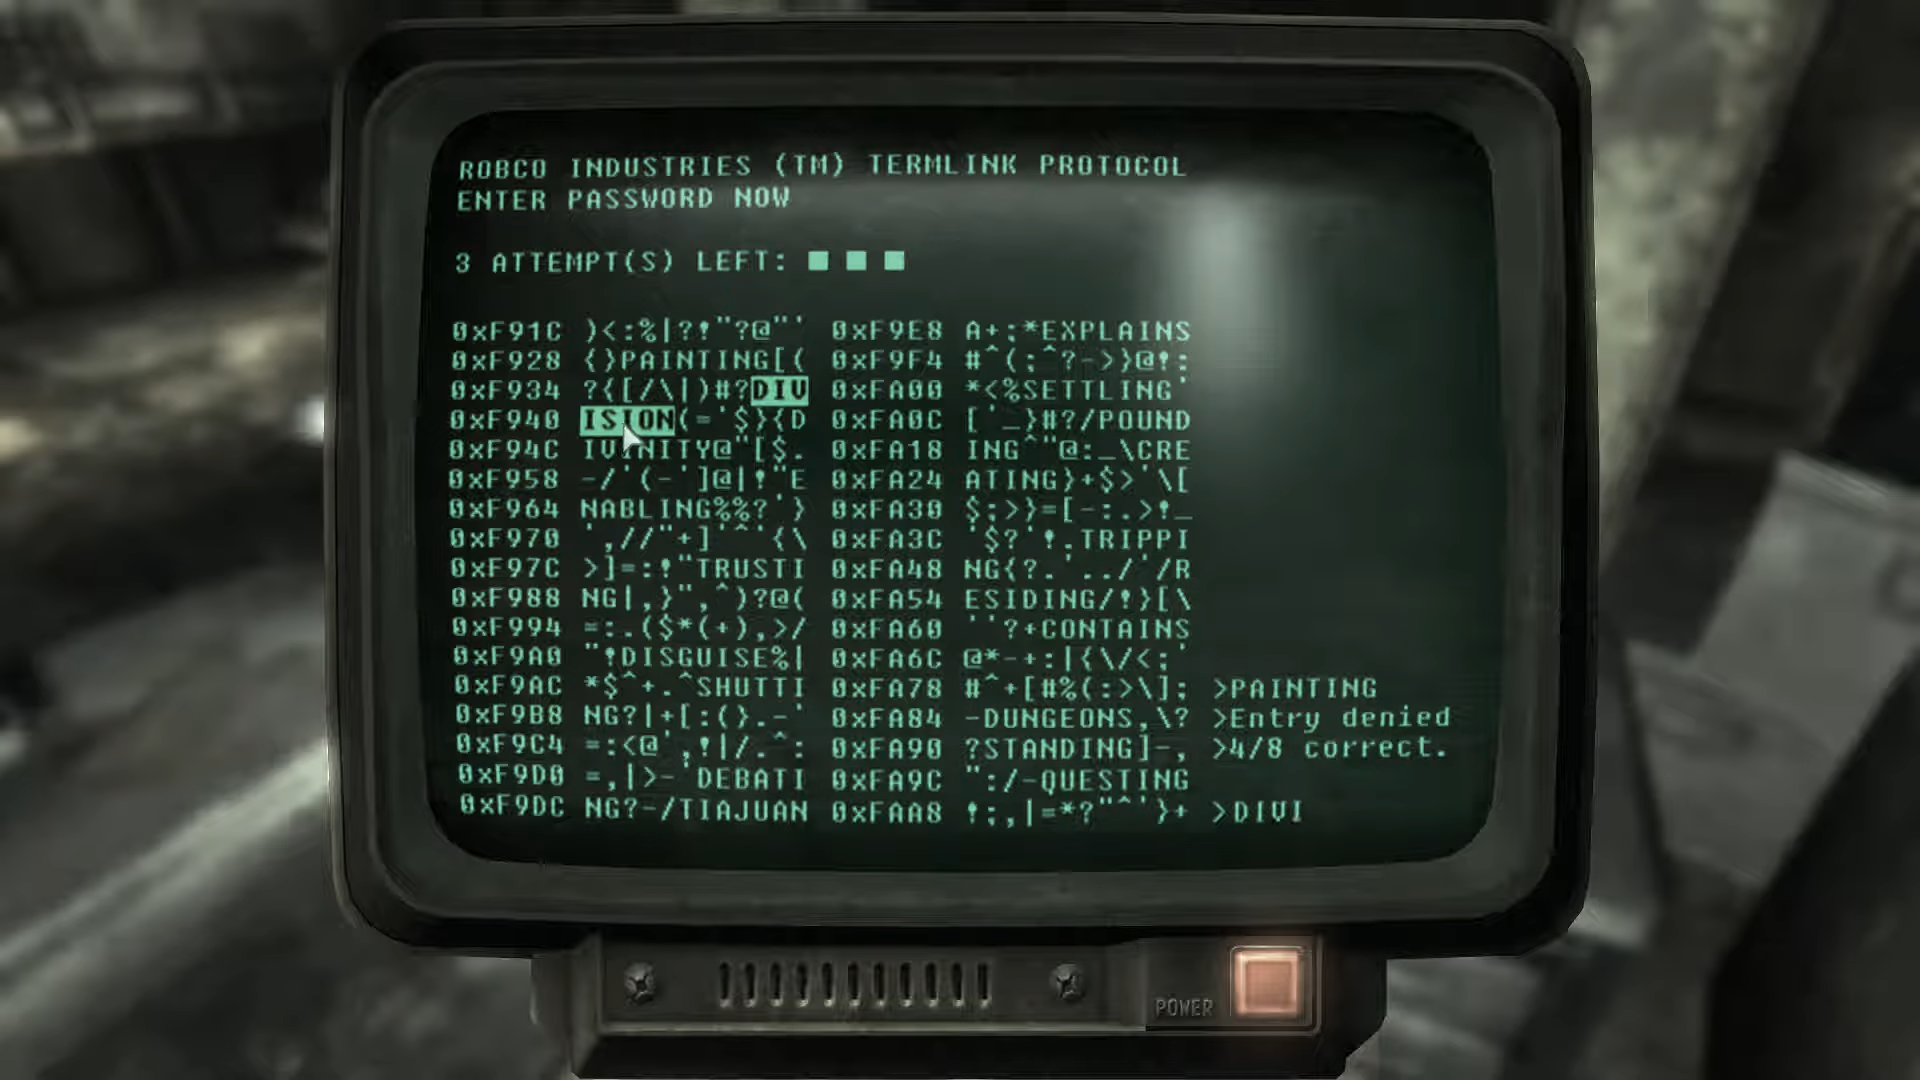 ROBCO INDUSTRIES (TM) TERMLINK PROTOCOL
ENTER PASSWORD NOW
3 ATTEMPT(S) LEFT: ■ ■ ■
0xF91C )<:%|?!"?@"' 0xF9E8 A+;*EXPLAINS
0xF928 {}PAINTING[( 0xF9F4 #^(;^?->}@!:
0xF934 ?{[/\|)#?DIV 0xFA00 *<%SETTLING'
0xF940 ISION(='$}{D 0xFA0C ['_}#?/POUND
0xF94C IVINITY@"[$. 0xFA18 ING^"@:_\CRE
0xF958 -/'(-']@|!"E 0xFA24 ATING}+$>'\[
0xF964 NABLING%%?'} 0xFA30 $;>}=[-:.>!_
0xF970 ',//"+]'^'{\ 0xFA3C '$?'!.TRIPPI
0xF97C >]=:!"TRUSTI 0xFA48 NG{?.'../'/R
0xF988 NG|,}",^)?@( 0xFA54 ESIDING/!}[\
0xF994 =:.($*(+),>/ 0xFA60 ''?+CONTAINS
0xF9A0 "!DISGUISE%| 0xFA6C @*-+:|{\/<;'
0xF9AC *$^+.^SHUTTI 0xFA78 #^+[#%(:>\]; >PAINTING
0xF9B8 NG?|+[:(}.-' 0xFA84 -DUNGEONS,\? >Entry denied
0xF9C4 =:<@',!|/.^: 0xFA90 ?STANDING]-, >4/8 correct.
0xF9D0 =,|>-'DEBATI 0xFA9C ":/-QUESTING
0xF9DC NG?-/TIAJUAN 0xFAA8 !;,|=*?"^'}+ >DIVI
POWER